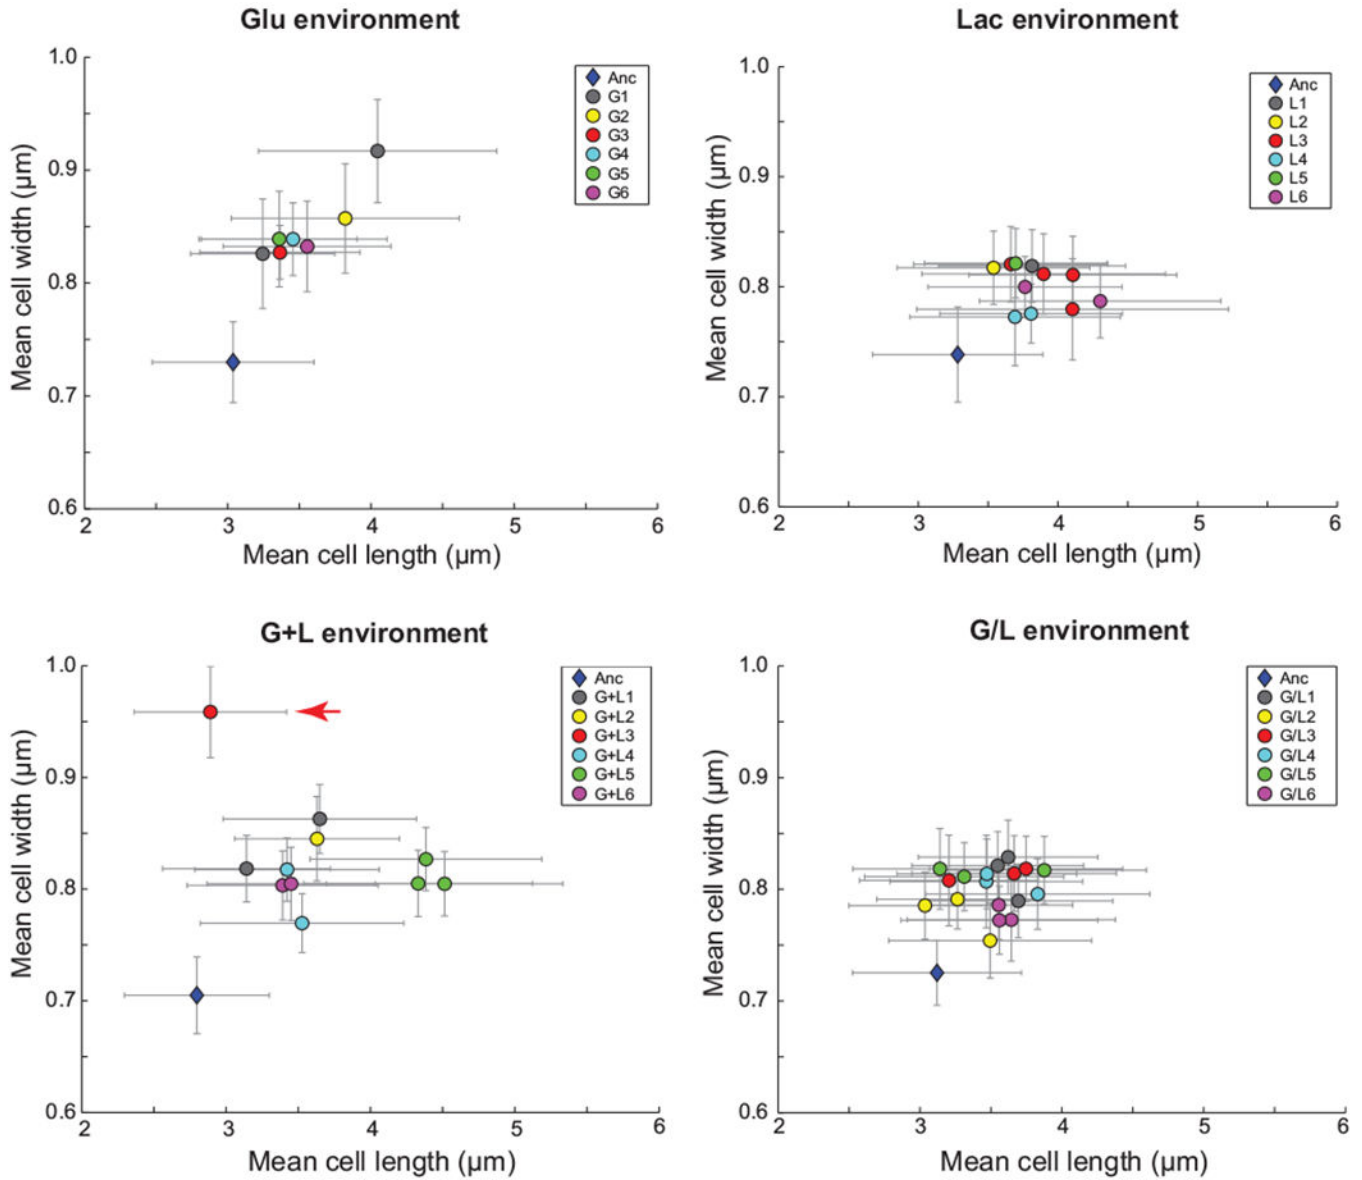 Glu environment
1.0
0.9
0.8
0.7
0.6
2
3
4
5
6
Mean cell width (µm)
Mean cell length (µm)
Anc
G1
G2
G3
G4
G5
G6
Lac environment
1.0
0.9
0.8
0.7
0.6
2
3
4
5
6
Mean cell width (µm)
Mean cell length (µm)
Anc
L1
L2
L3
L4
L5
L6
G+L environment
1.0
0.9
0.8
0.7
0.6
2
3
4
5
6
Mean cell width (µm)
Mean cell length (µm)
Anc
G+L1
G+L2
G+L3
G+L4
G+L5
G+L6
G/L environment
1.0
0.9
0.8
0.7
0.6
2
3
4
5
6
Mean cell width (µm)
Mean cell length (µm)
Anc
G/L1
G/L2
G/L3
G/L4
G/L5
G/L6